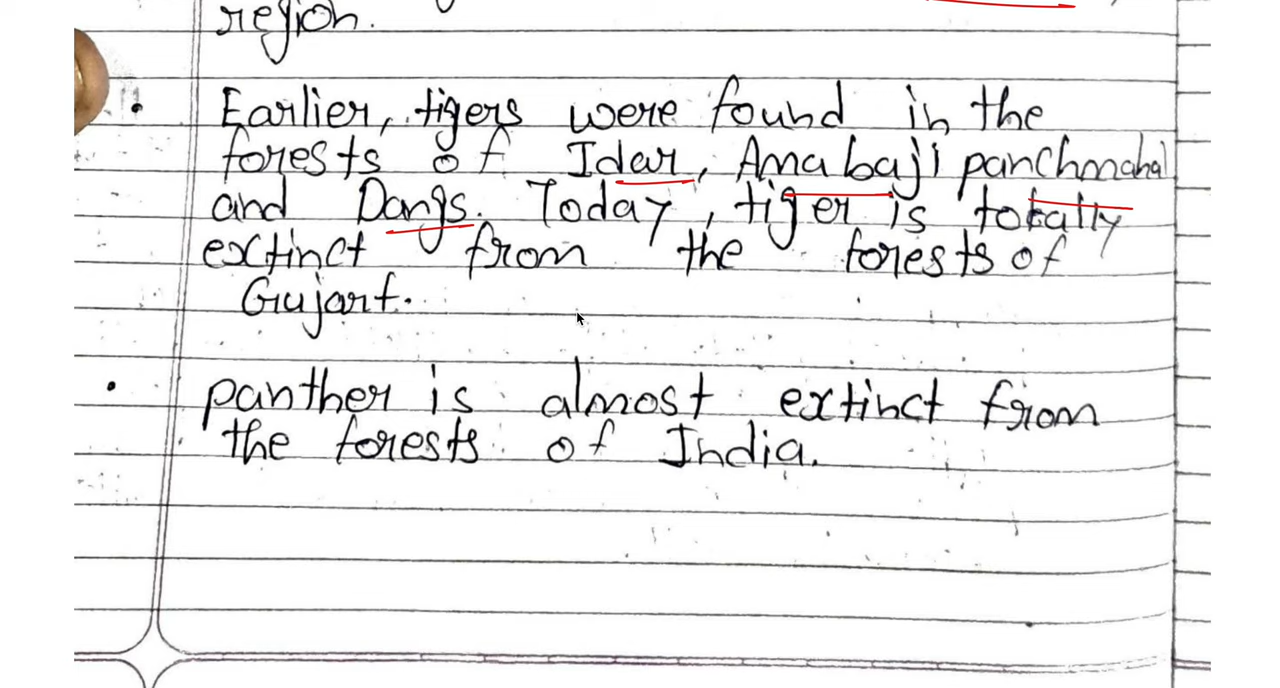 region.
Earlier, tigers were found in the
forests of Idar, Amabaji panchmahal
and Dangs. Today, tiger is totally
extinct from the forests of
Gujart.
panther is almost extinct from
the forests of India.